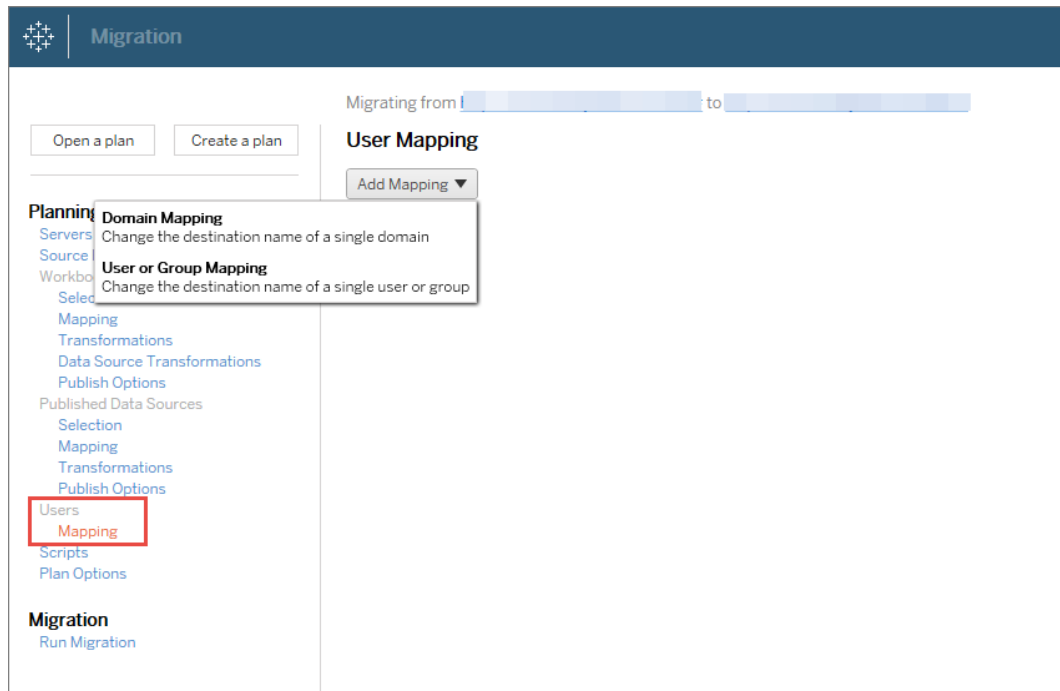 Migration
Migrating from to
Open a plan
Create a plan
User Mapping
Add Mapping ▼
Domain Mapping
Change the destination name of a single domain
User or Group Mapping
Change the destination name of a single user or group
Planning
Servers
Source
Mapping
Transformations
Data Source Transformations
Publish Options
Published Data Sources
Selection
Mapping
Transformations
Publish Options
Users
Mapping
Scripts
Plan Options
Migration
Run Migration